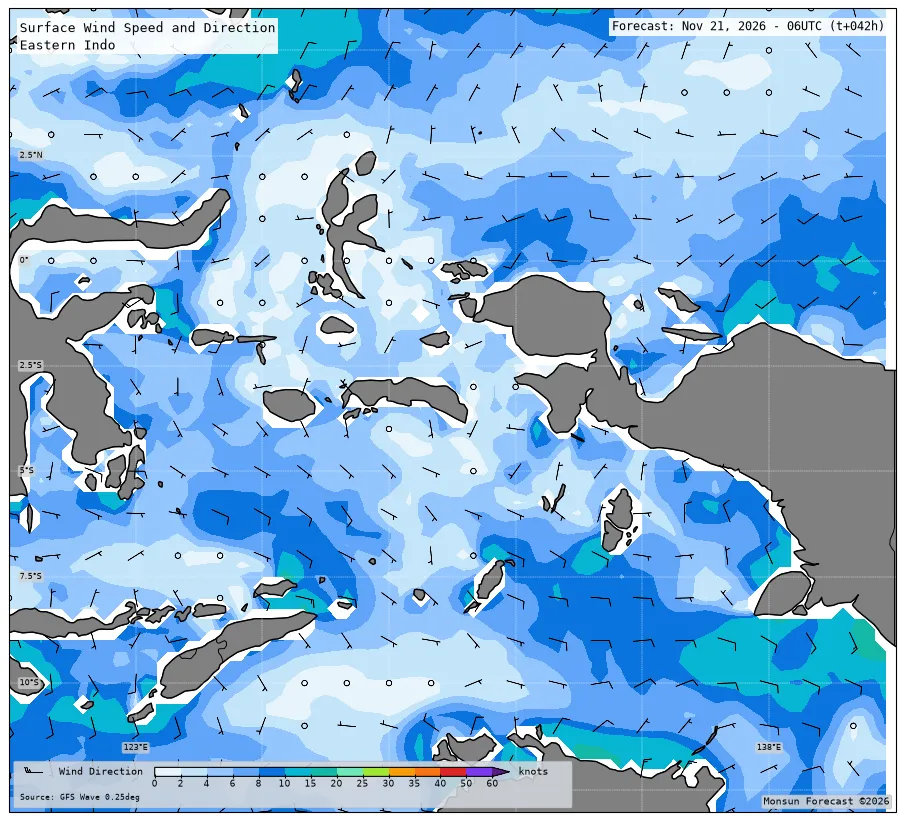 Surface Wind Speed and Direction
Eastern Indo
Forecast: Nov 21, 2026 - 06UTC (t+042h)
2.5°N
0°
2.5°S
5°S
7.5°S
10°S
123°E
138°E
Wind Direction
knots
0 2 4 6 8 10 15 20 25 30 35 40 50 60
Source: GFS Wave 0.25deg
Monsun Forecast ©2026